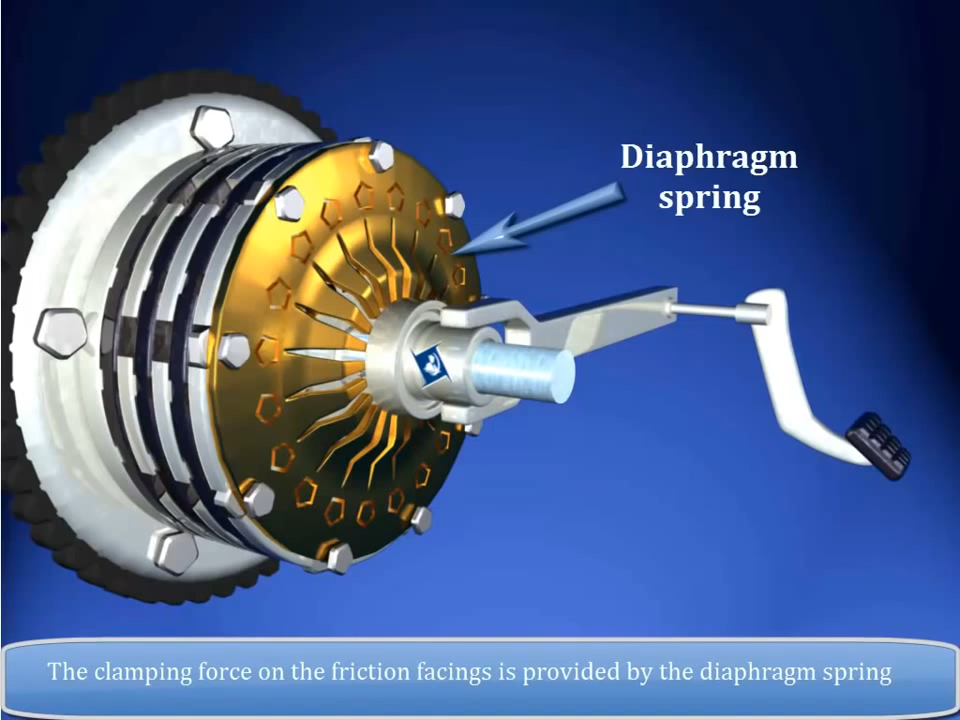 Diaphragm
spring
The clamping force on the friction facings is provided by the diaphragm spring